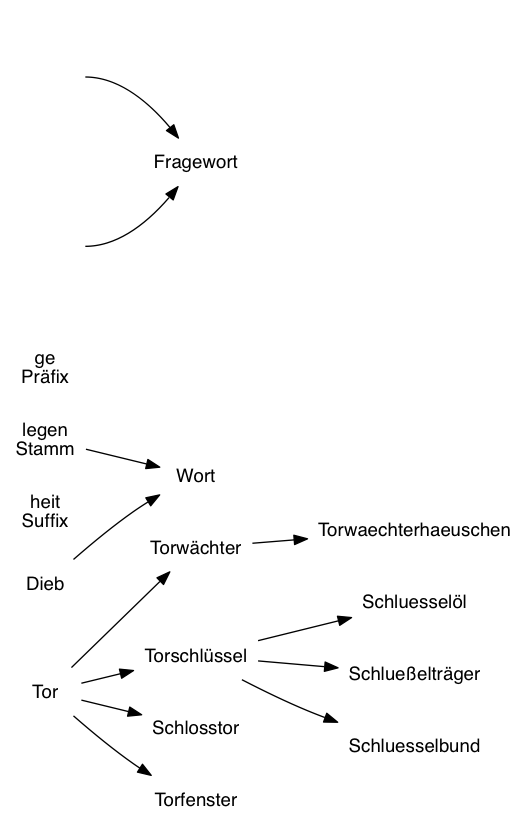 Fragewort
ge
Präfix
legen
Stamm
Wort
heit
Suffix
Torwächter
Torwaechterhaeuschen
Dieb
Schluesselöl
Torschlüssel
Schlueßelträger
Tor
Schlosstor
Schluesselbund
Torfenster